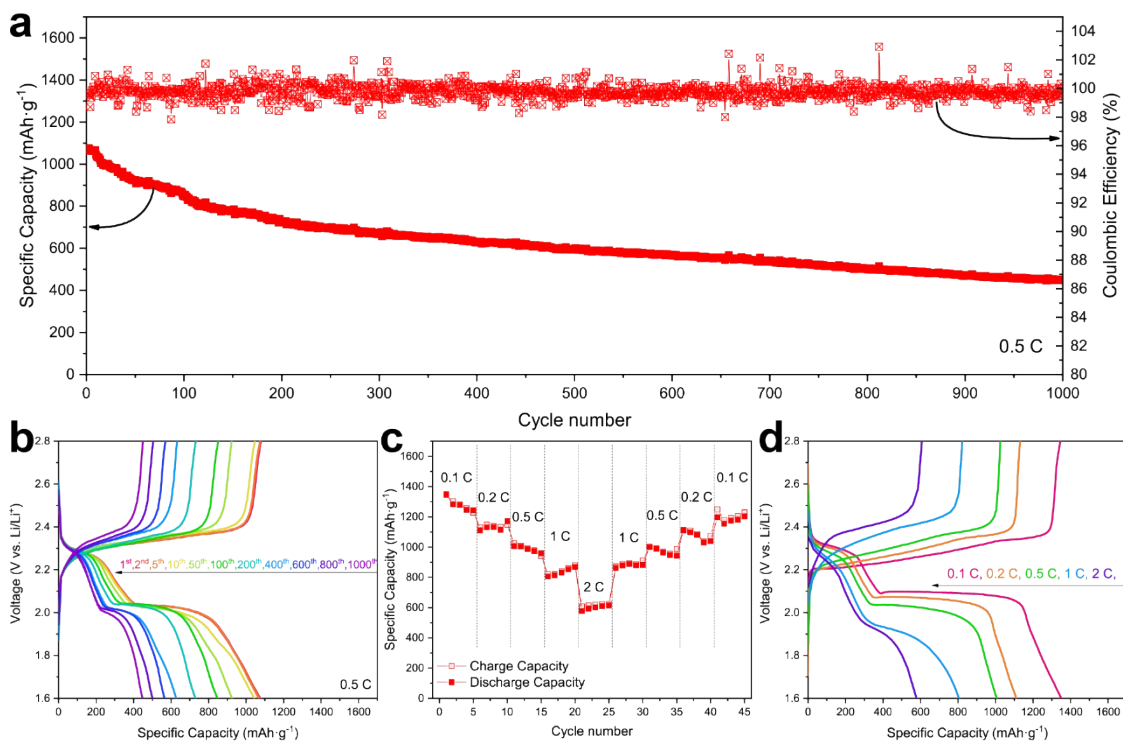 a
1600
1400
1200
1000
800
600
400
200
0
Specific Capacity (mAh·g⁻¹)
104
102
100
98
96
94
92
90
88
86
84
82
80
Coulombic Efficiency (%)
0.5 C
0 100 200 300 400 500 600 700 800 900 1000
Cycle number
b
2.8
2.4
2.0
1.8
1.6
Voltage (V vs. Li/Li⁺)
1ˢᵗ,2ⁿᵈ,5ᵗʰ,10ᵗʰ,50ᵗʰ,100ᵗʰ,200ᵗʰ,400ᵗʰ,600ᵗʰ,800ᵗʰ,1000ᵗʰ
0.5 C
0 200 400 600 800 1000 1200 1400 1600
Specific Capacity (mAh·g⁻¹)
c
1600
1400
1200
1000
800
600
400
200
0
Specific Capacity (mAh·g⁻¹)
0.1 C
0.2 C
0.5 C
1 C
2 C
1 C
0.5 C
0.2 C
0.1 C
Charge Capacity
Discharge Capacity
0 5 10 15 20 25 30 35 40 45
Cycle number
d
2.8
2.6
2.4
2.2
2.0
1.8
1.6
Voltage (V vs. Li/Li⁺)
0.1 C, 0.2 C, 0.5 C, 1 C, 2 C,
0 200 400 600 800 1000 1200 1400 1600
Specific Capacity (mAh·g⁻¹)